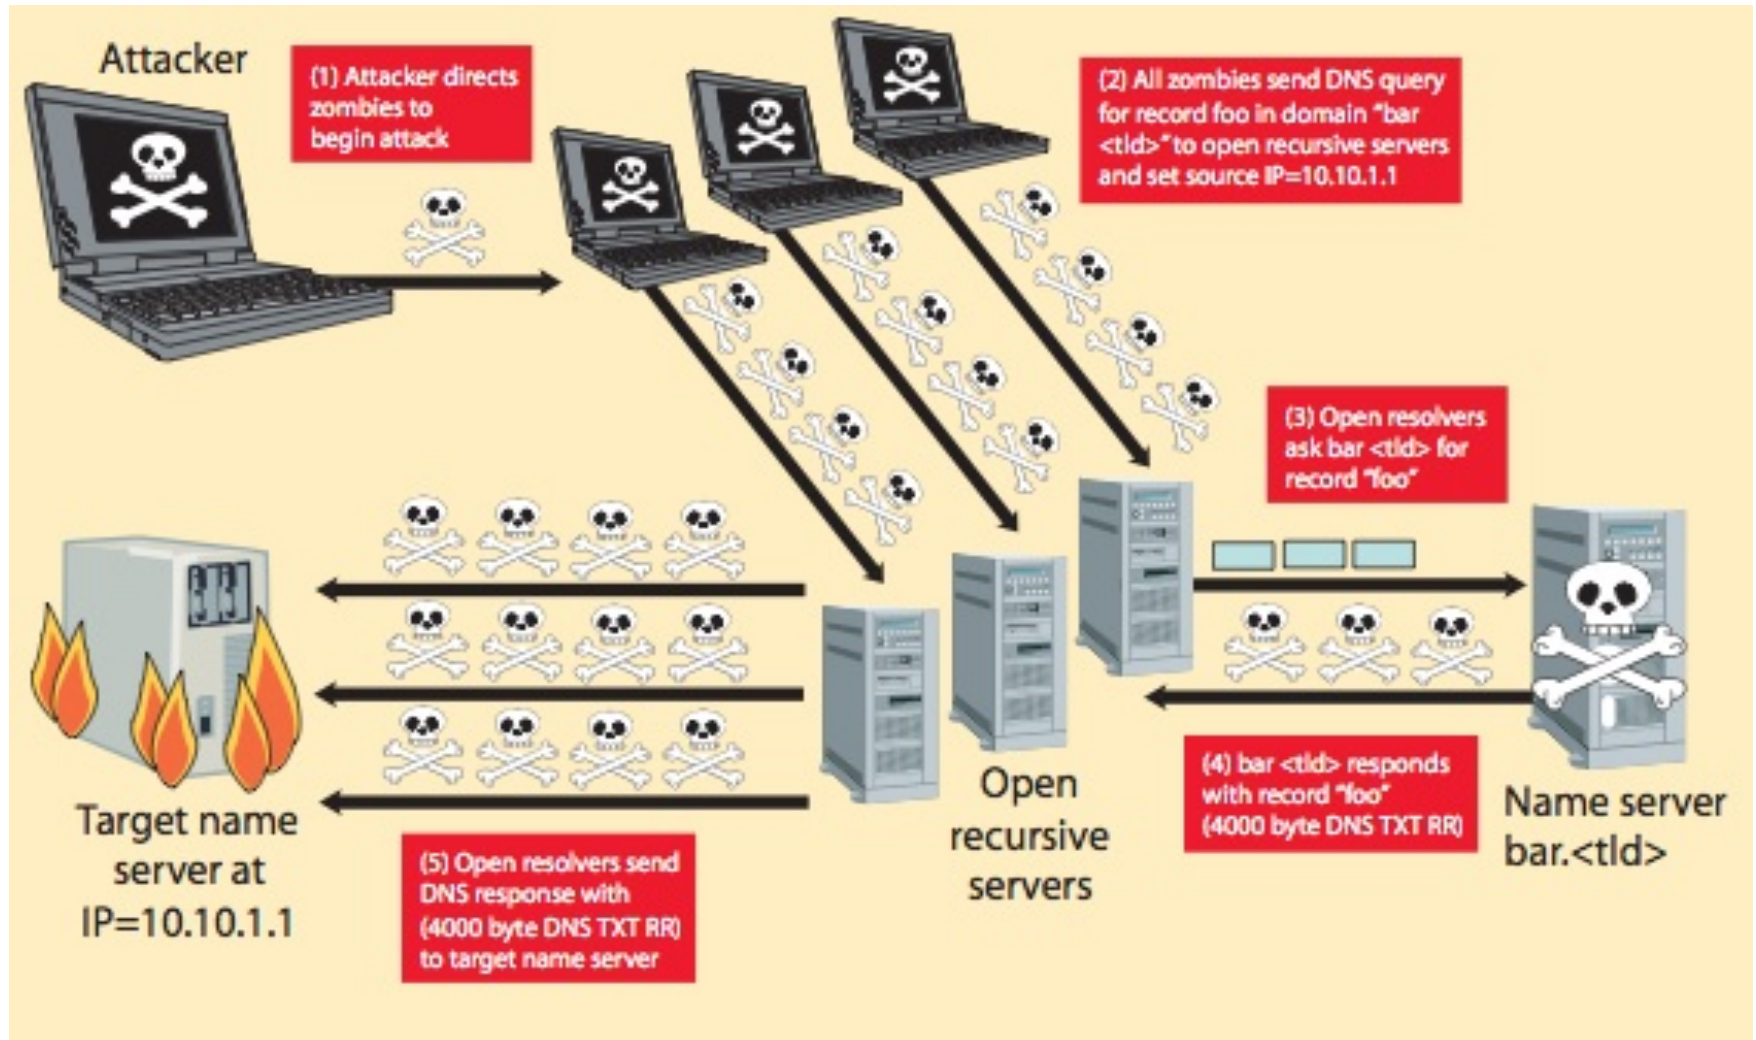 Attacker
(1) Attacker directs
zombies to
begin attack
(2) All zombies send DNS query
for record foo in domain “bar
<tld>” to open recursive servers
and set source IP=10.10.1.1
(3) Open resolvers
ask bar <tld> for
record “foo”
(4) bar <tld> responds
with record “foo”
(4000 byte DNS TXT RR)
Name server
bar.<tld>
Open
recursive
servers
(5) Open resolvers send
DNS response with
(4000 byte DNS TXT RR)
to target name server
Target name
server at
IP=10.10.1.1